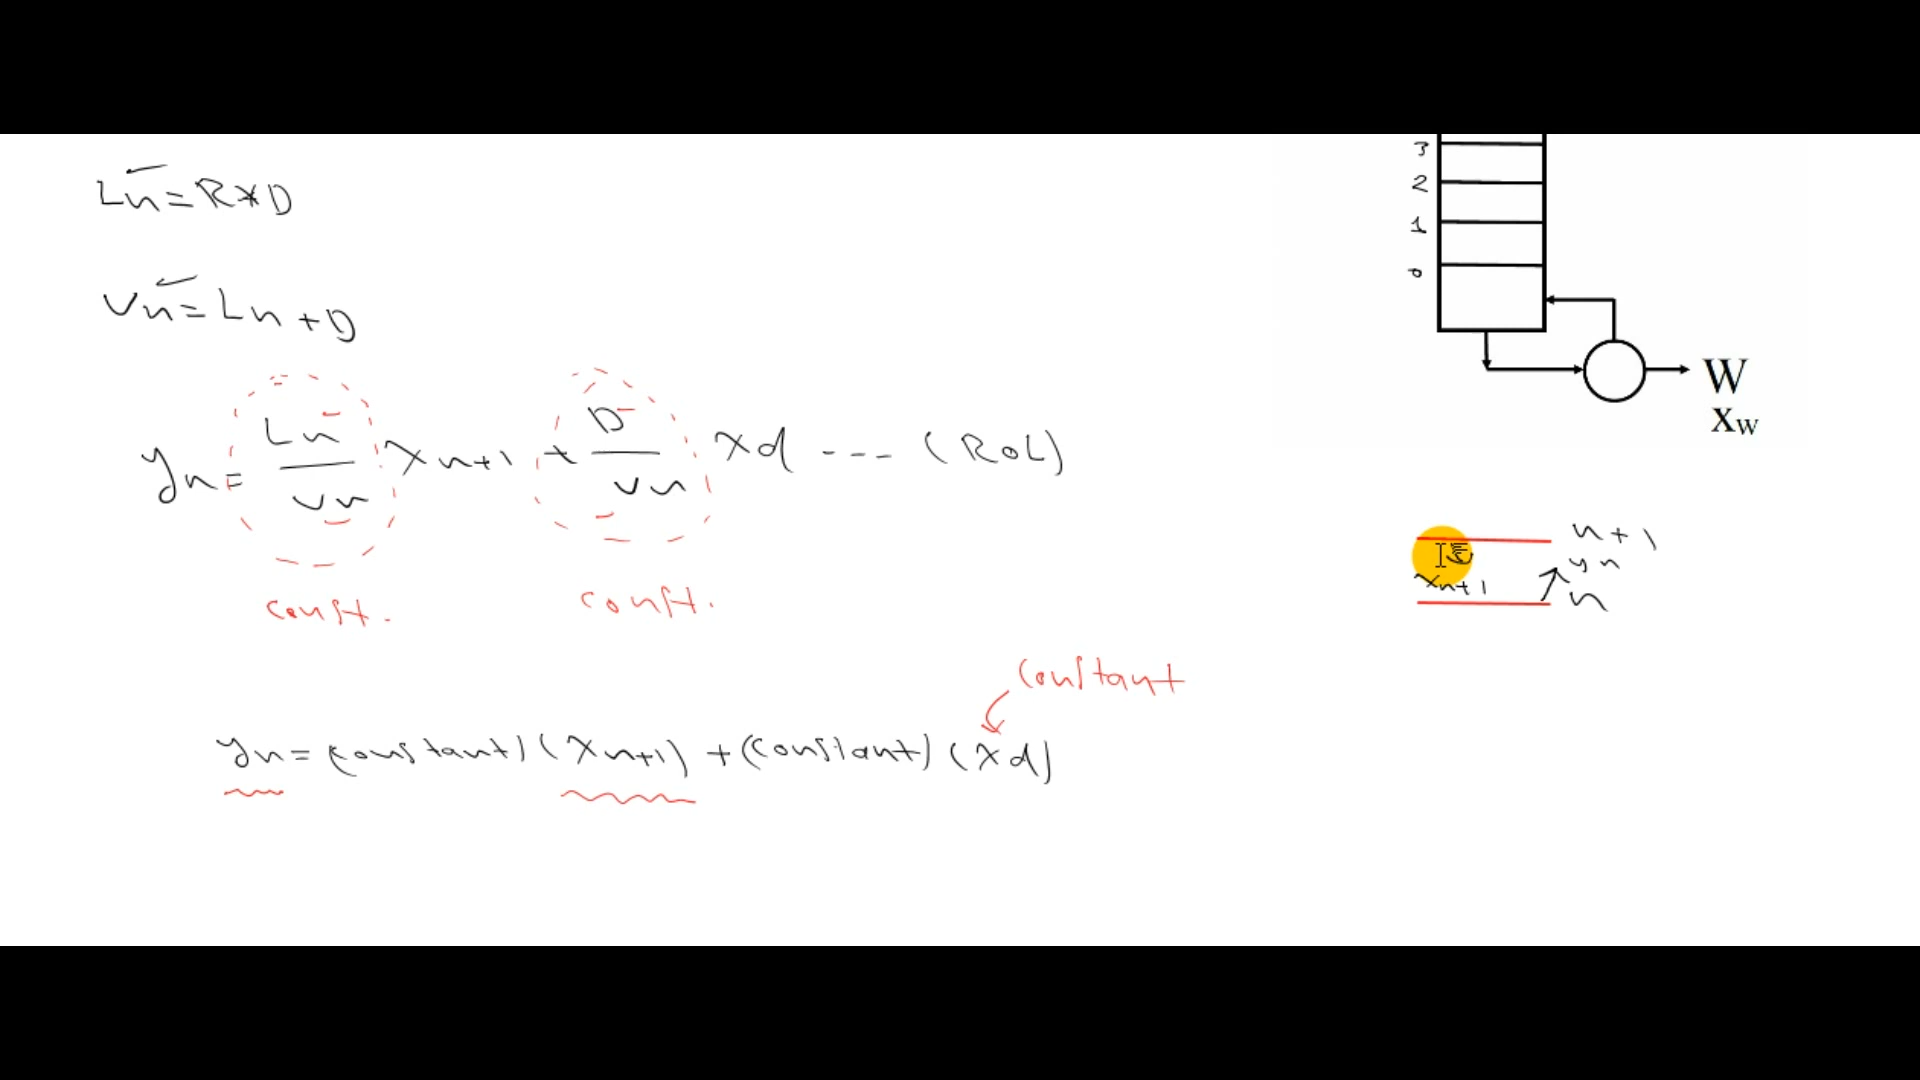 Ln = R*D
Vn = Ln + D
yn = Ln/Vn xn+1 + D/Vn xd --- (ROL)
const. const.
constant
yn = (constant) (xn+1) + (constant) (xd)
3
2
1
0
W
xW
n+1
yn
xn+1
n